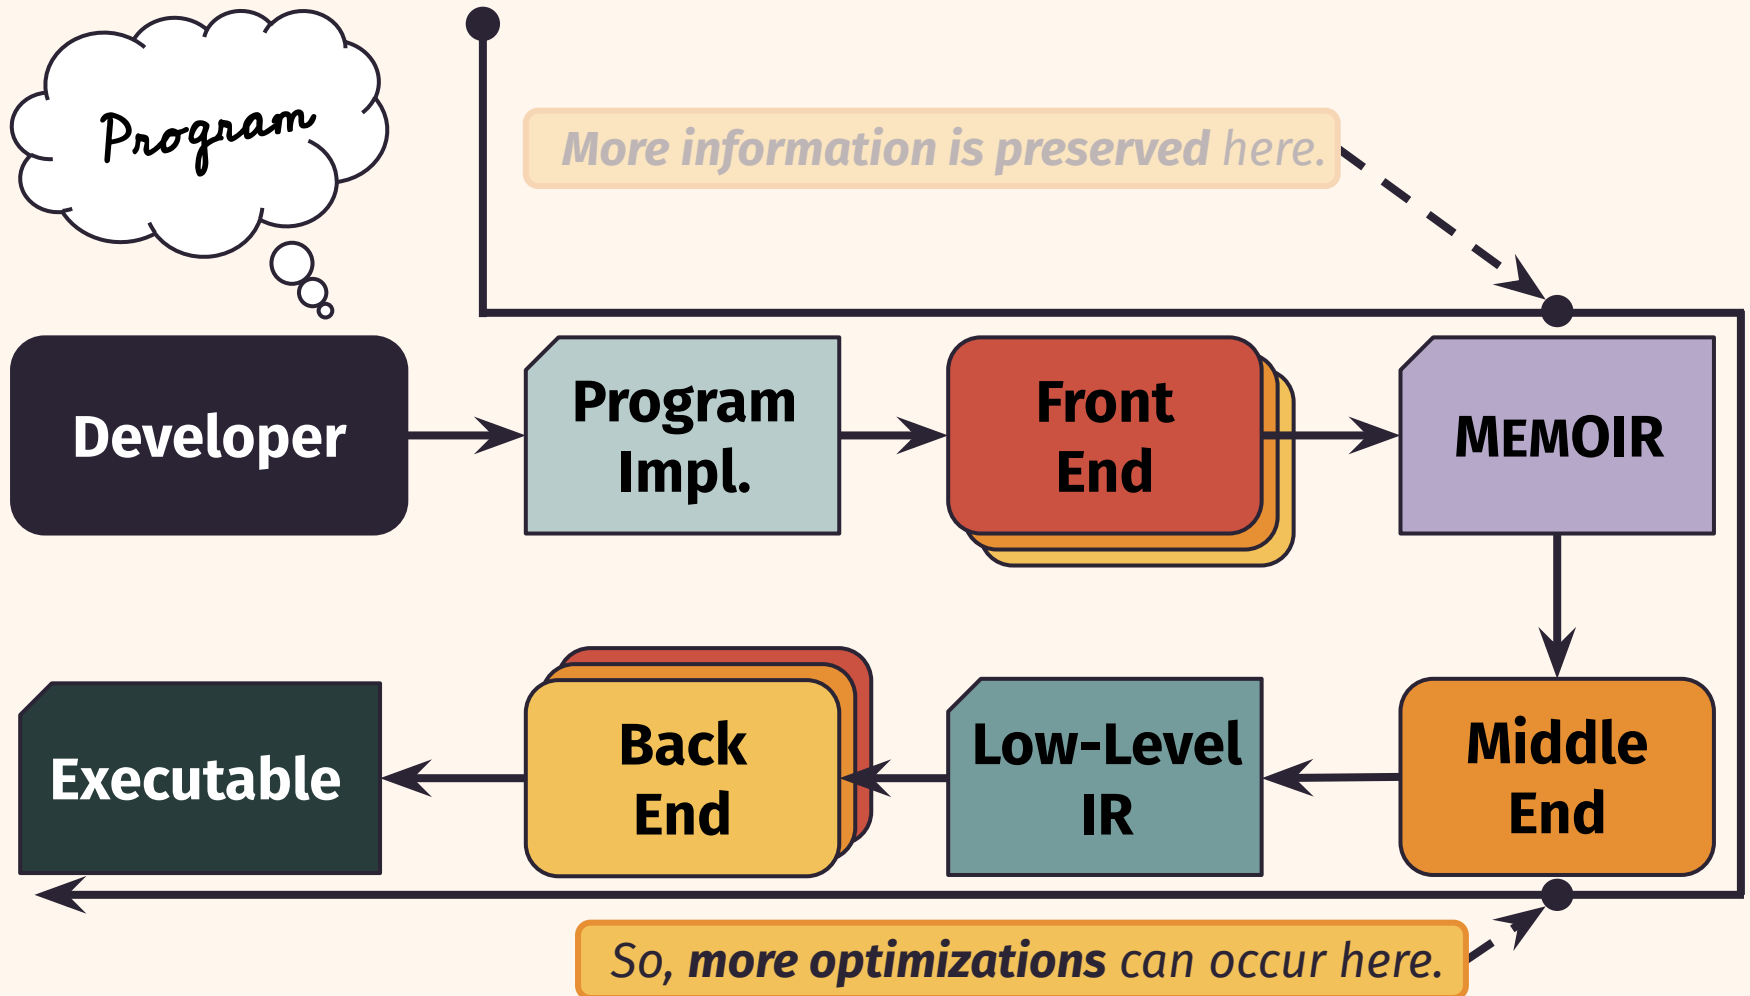 Program
More information is preserved here.
Developer
Program
Impl.
Front
End
MEMOIR
Executable
Back
End
Low-Level
IR
Middle
End
So, more optimizations can occur here.